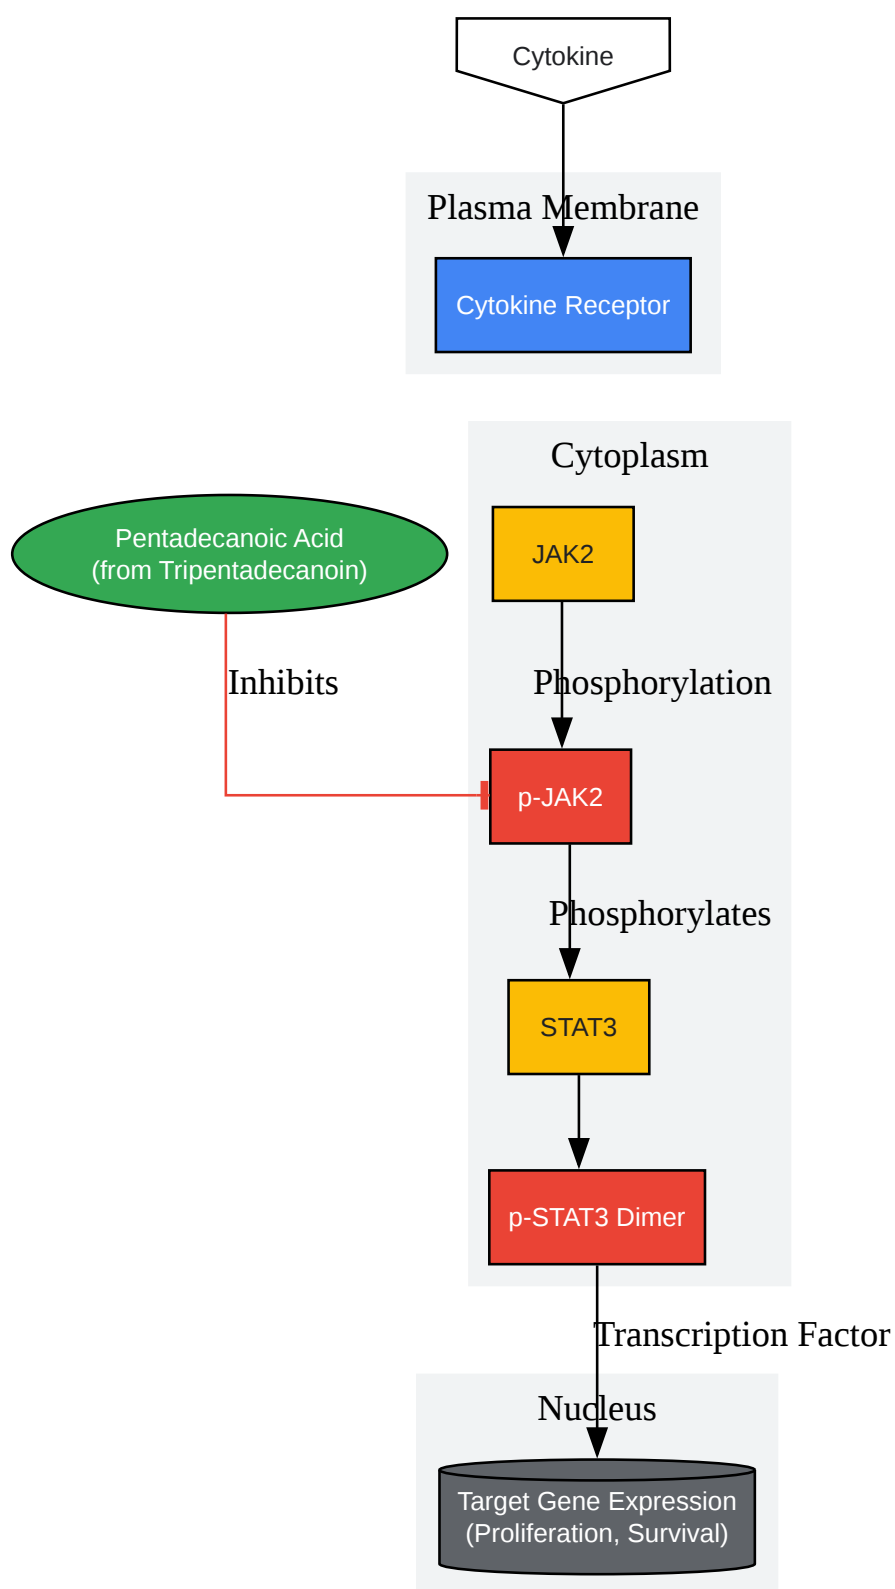 Cytokine
Plasma Membrane
Cytokine Receptor
Cytoplasm
JAK2
Pentadecanoic Acid
(from Tripentadecanoin)
Inhibits
Phosphorylation
p-JAK2
Phosphorylates
STAT3
p-STAT3 Dimer
Transcription Factor
Nucleus
Target Gene Expression
(Proliferation, Survival)